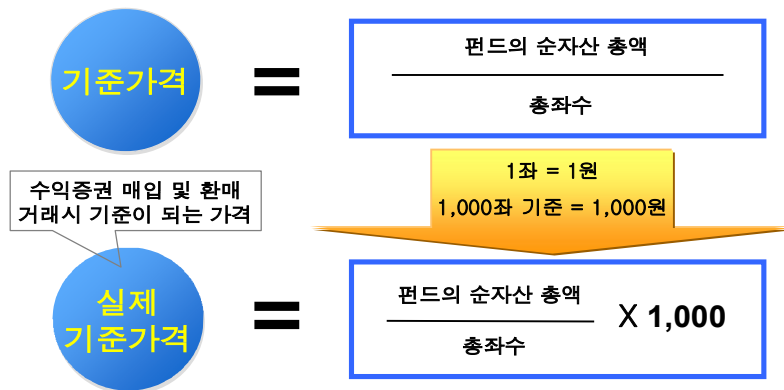 기준가격
=
펀드의 순자산 총액
총좌수
1좌 = 1원
1,000좌 기준 = 1,000원
수익증권 매입 및 환매
거래시 기준이 되는 가격
실제
기준가격
=
펀드의 순자산 총액
총좌수
X 1,000